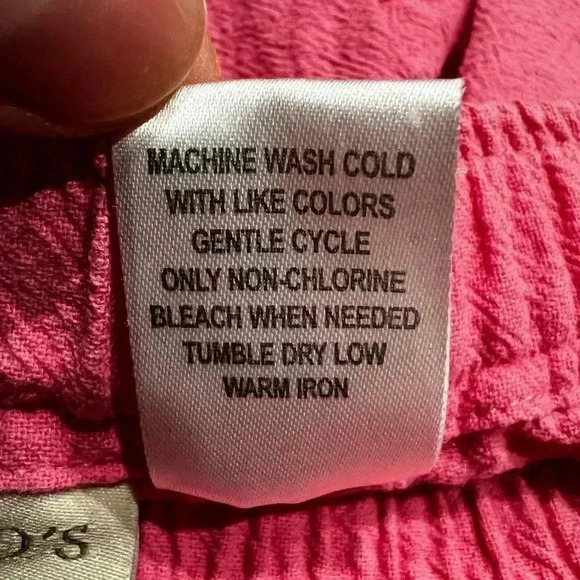 MACHINE WASH COLD
WITH LIKE COLORS
GENTLE CYCLE
ONLY NON-CHLORINE
BLEACH WHEN NEEDED
TUMBLE DRY LOW
WARM IRON